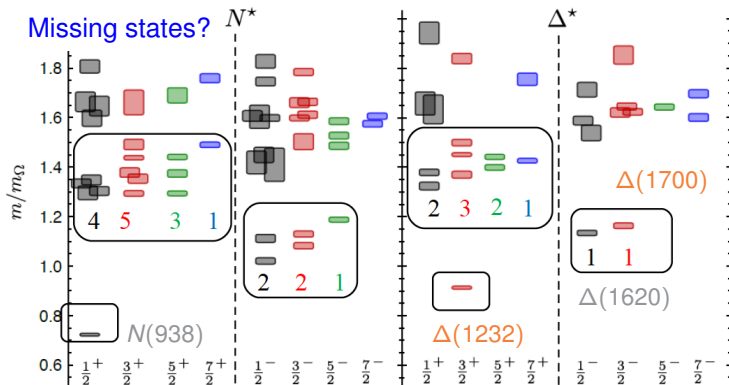 Missing states?
N*
Δ*
m/mΩ
1.8
1.6
1.4
1.2
1.0
0.8
0.6
4 5 3 1
2 2 1
2 3 2 1
1 1
Δ(1700)
Δ(1620)
N(938)
Δ(1232)
1/2⁺ 3/2⁺ 5/2⁺ 7/2⁺ 1/2⁻ 3/2⁻ 5/2⁻ 7/2⁻ 1/2⁺ 3/2⁺ 5/2⁺ 7/2⁺ 1/2⁻ 3/2⁻ 5/2⁻ 7/2⁻